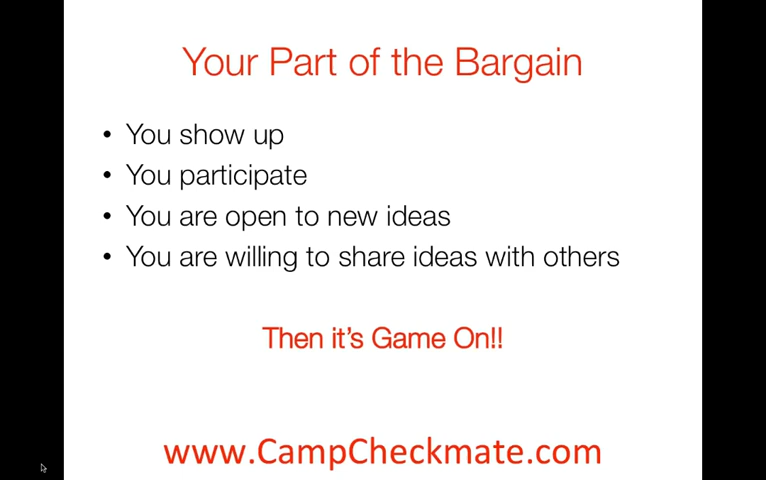 Your Part of the Bargain
• You show up
• You participate
• You are open to new ideas
• You are willing to share ideas with others
Then it's Game On!!
www.CampCheckmate.com